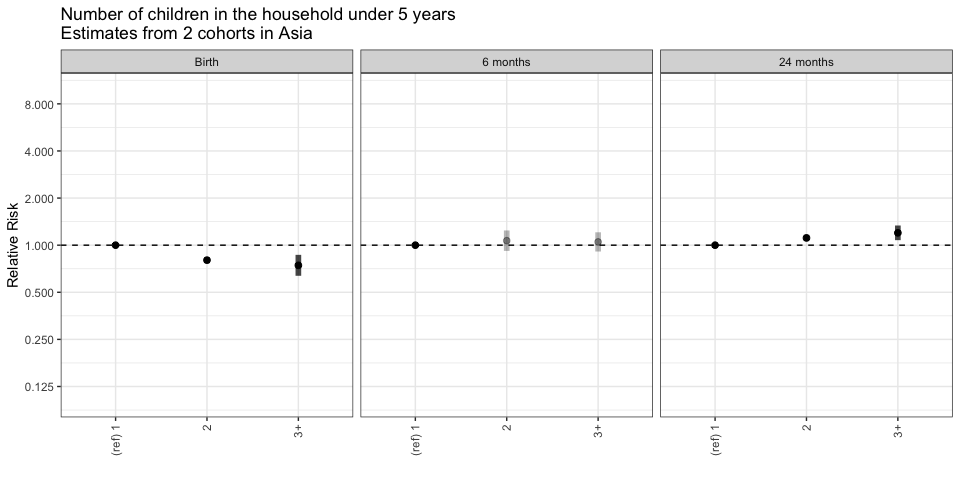 Number of children in the household under 5 years
Estimates from 2 cohorts in Asia
Birth
6 months
24 months
Relative Risk
8.000
4.000
2.000
1.000
0.500
0.250
0.125
(ref) 1
2
3+
(ref) 1
2
3+
(ref) 1
2
3+